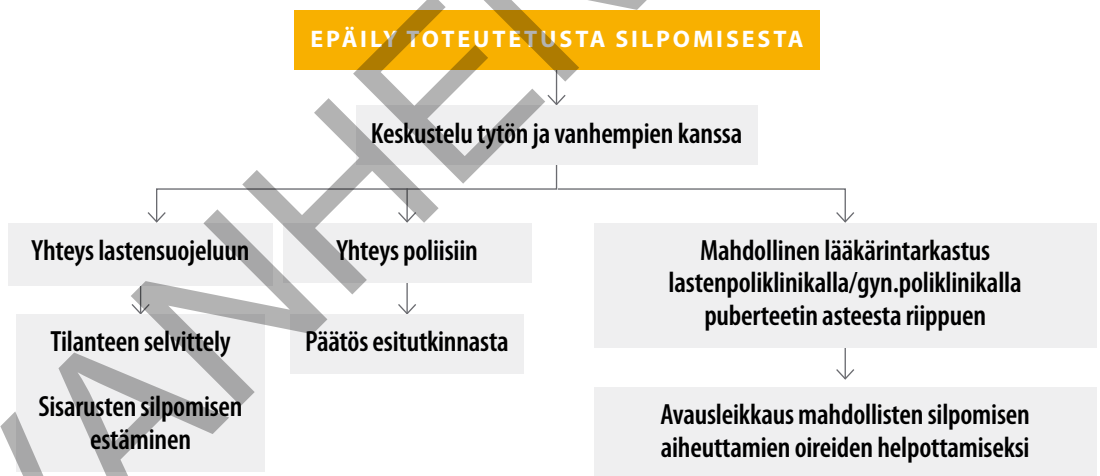 EPÄILY TOTEUTETUSTA SILPOMISESTA
Keskustelu tytön ja vanhempien kanssa
Yhteys lastensuojeluun
Tilanteen selvittely
Sisarusten silpomisen
estäminen
Yhteys poliisiin
Päätös esitutkinnasta
Mahdollinen lääkärintarkastus
lastenpoliklinikalla/gyn.poliklinikalla
puberteetin asteesta riippuen
Avausleikkaus mahdollisten silpomisen
aiheuttamien oireiden helpottamiseksi